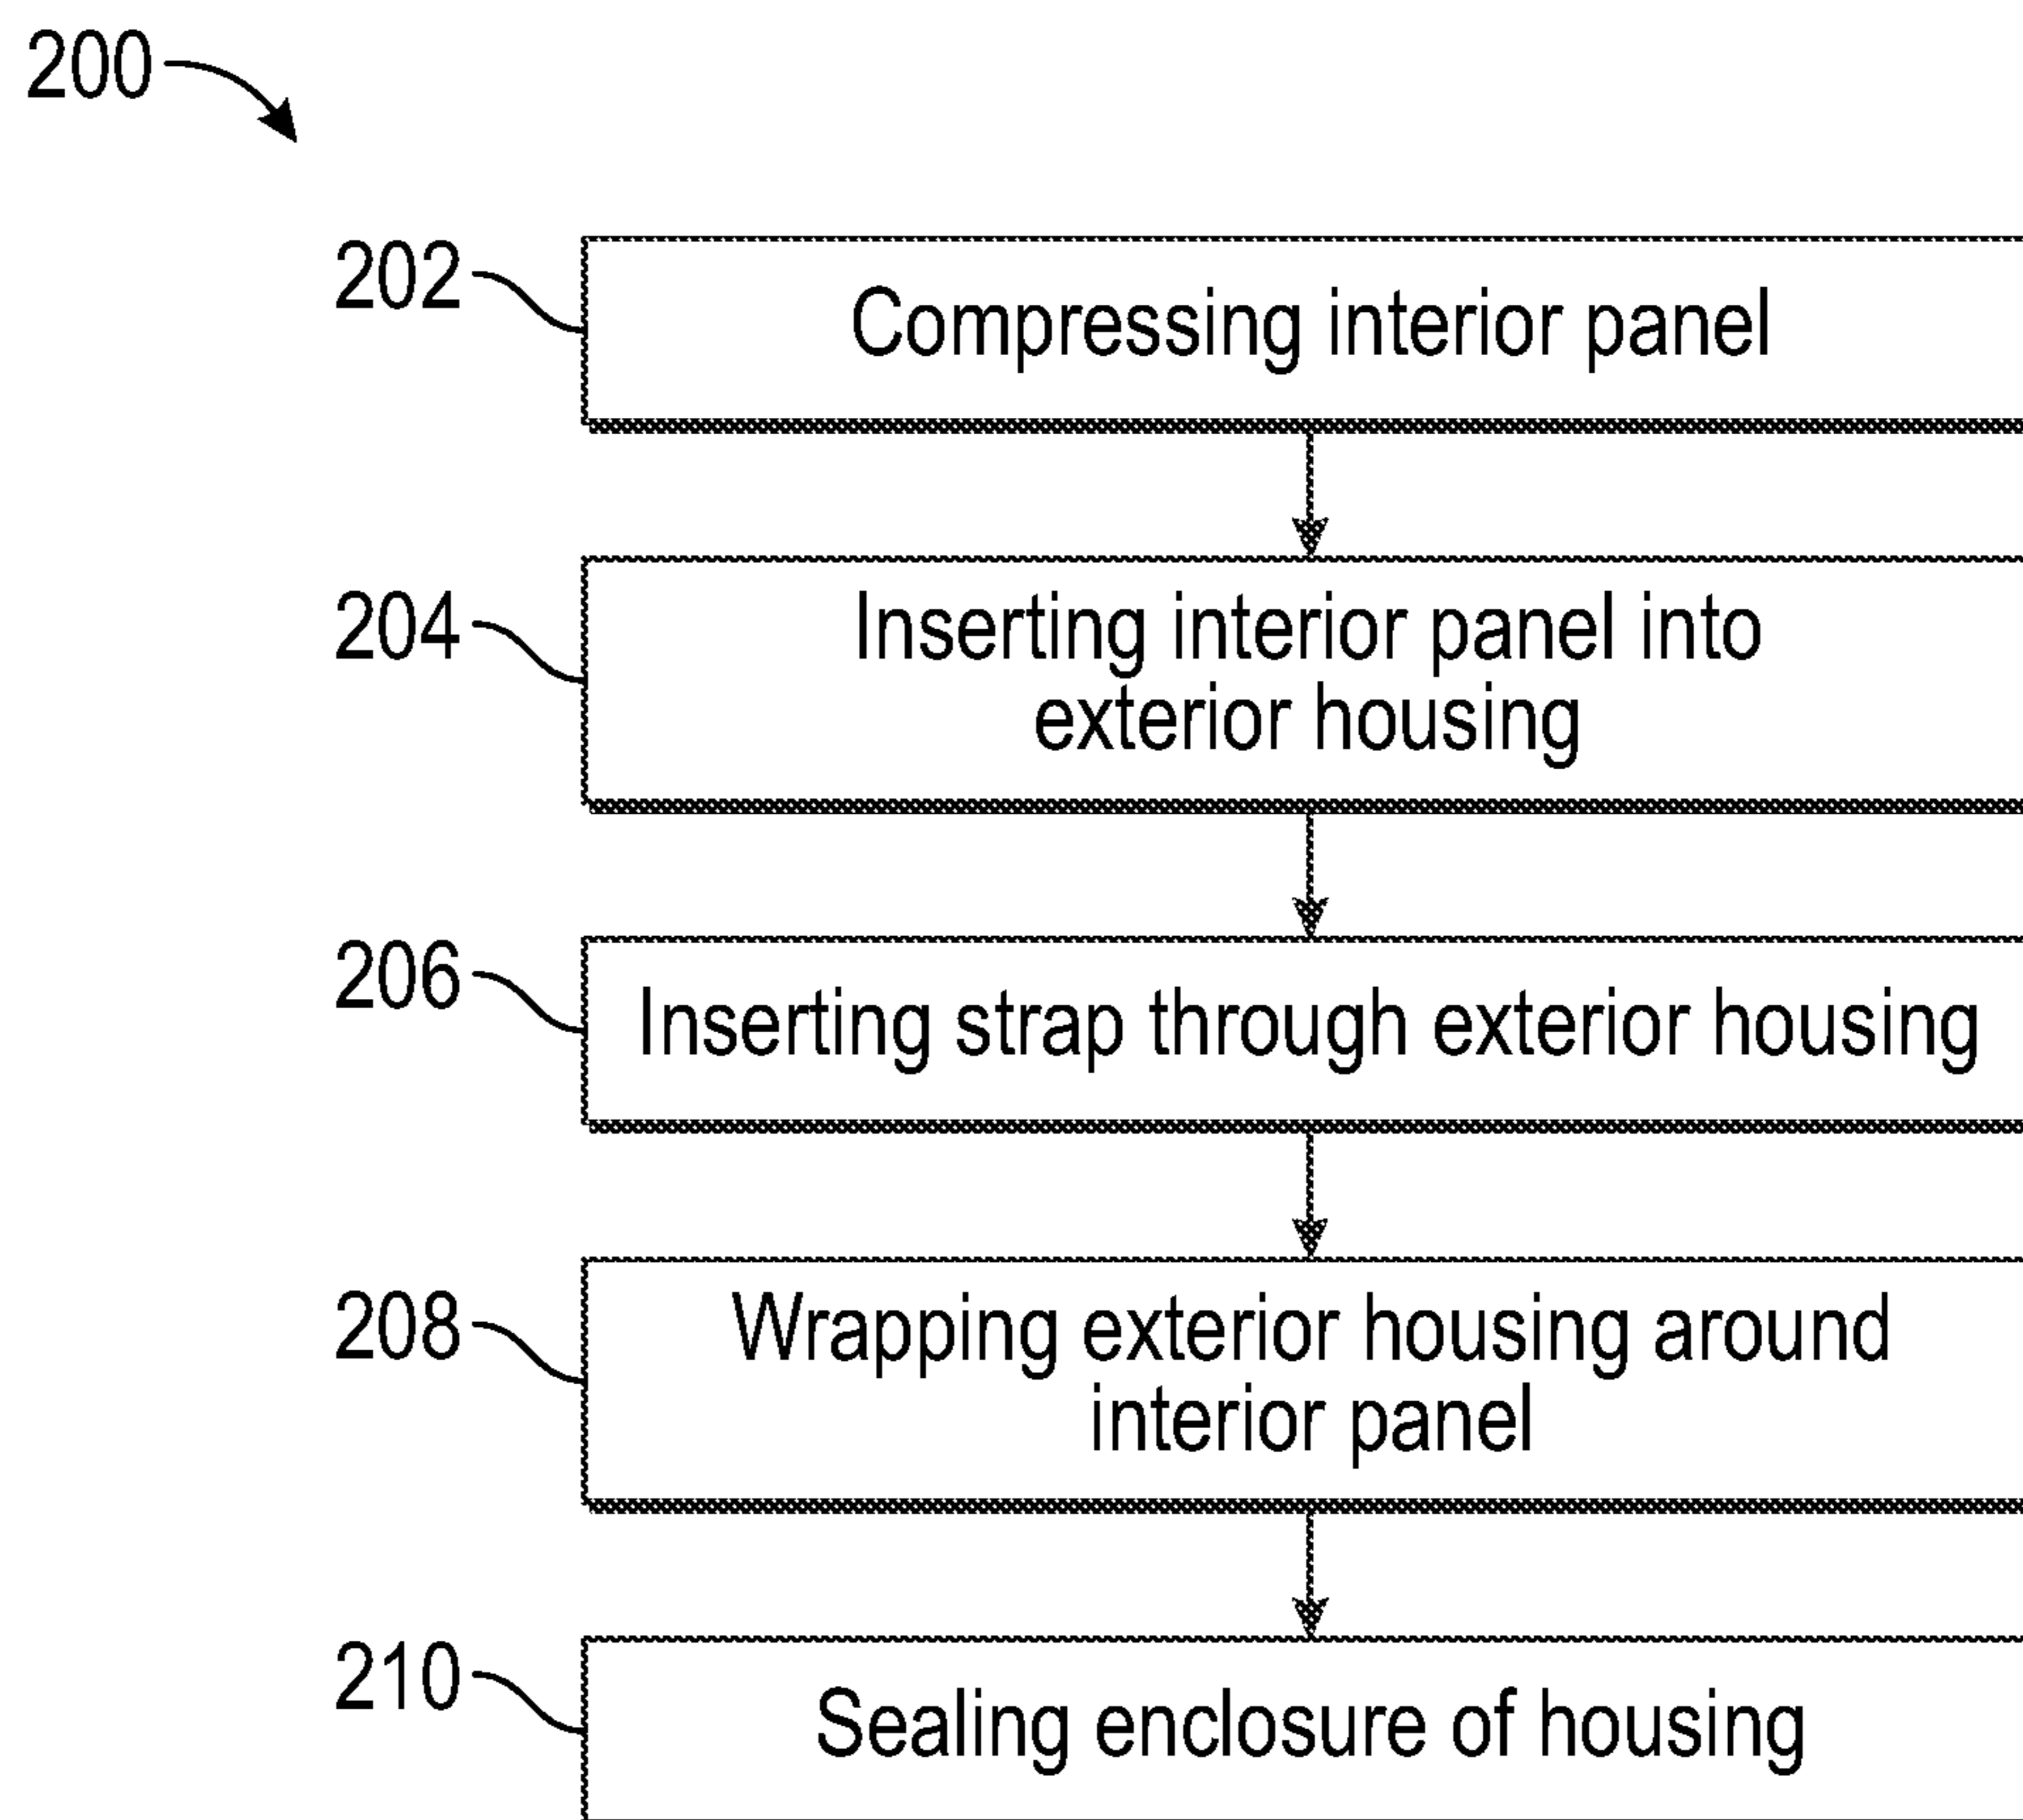 200
202
Compressing interior panel
204
Inserting interior panel into
exterior housing
206
Inserting strap through exterior housing
208
Wrapping exterior housing around
interior panel
210
Sealing enclosure of housing